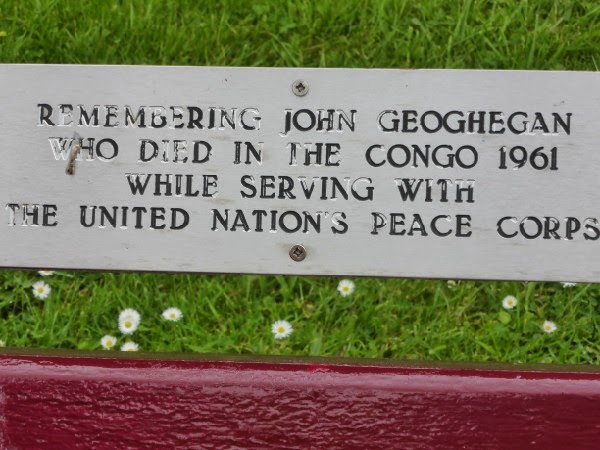 REMEMBERING JOHN GEOGHEGAN
WHO DIED IN THE CONGO 1961
WHILE SERVING WITH
THE UNITED NATION'S PEACE CORPS